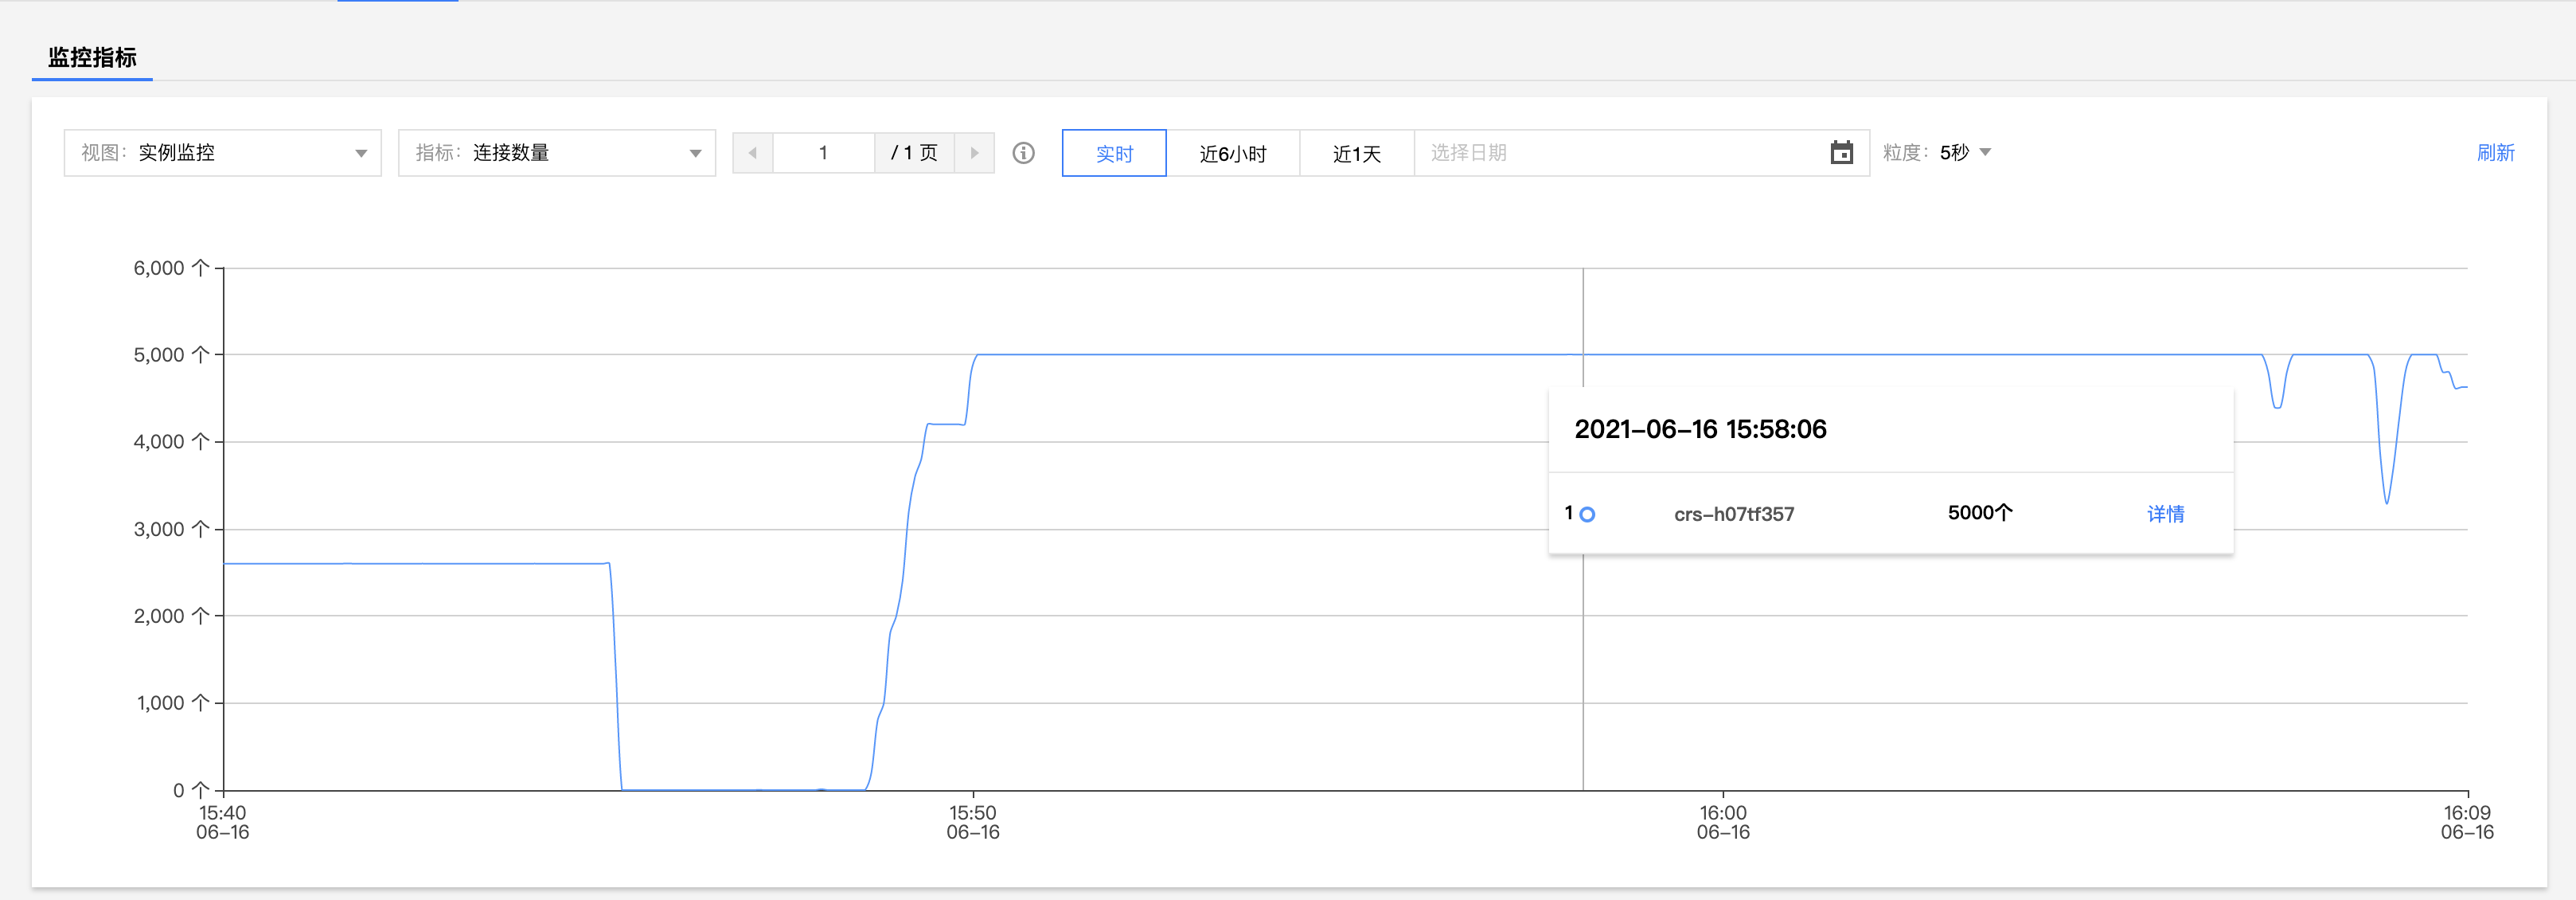 监控指标
视图: 实例监控 指标: 连接数量 1 / 1 页 实时 近6小时 近1天 选择日期 粒度: 5秒 刷新
6,000 个
5,000 个
4,000 个
3,000 个
2,000 个
1,000 个
0 个
2021-06-16 15:58:06
1 crs-h07tf357 5000个 详情
15:40 15:50 16:00 16:09
06-16 06-16 06-16 06-16